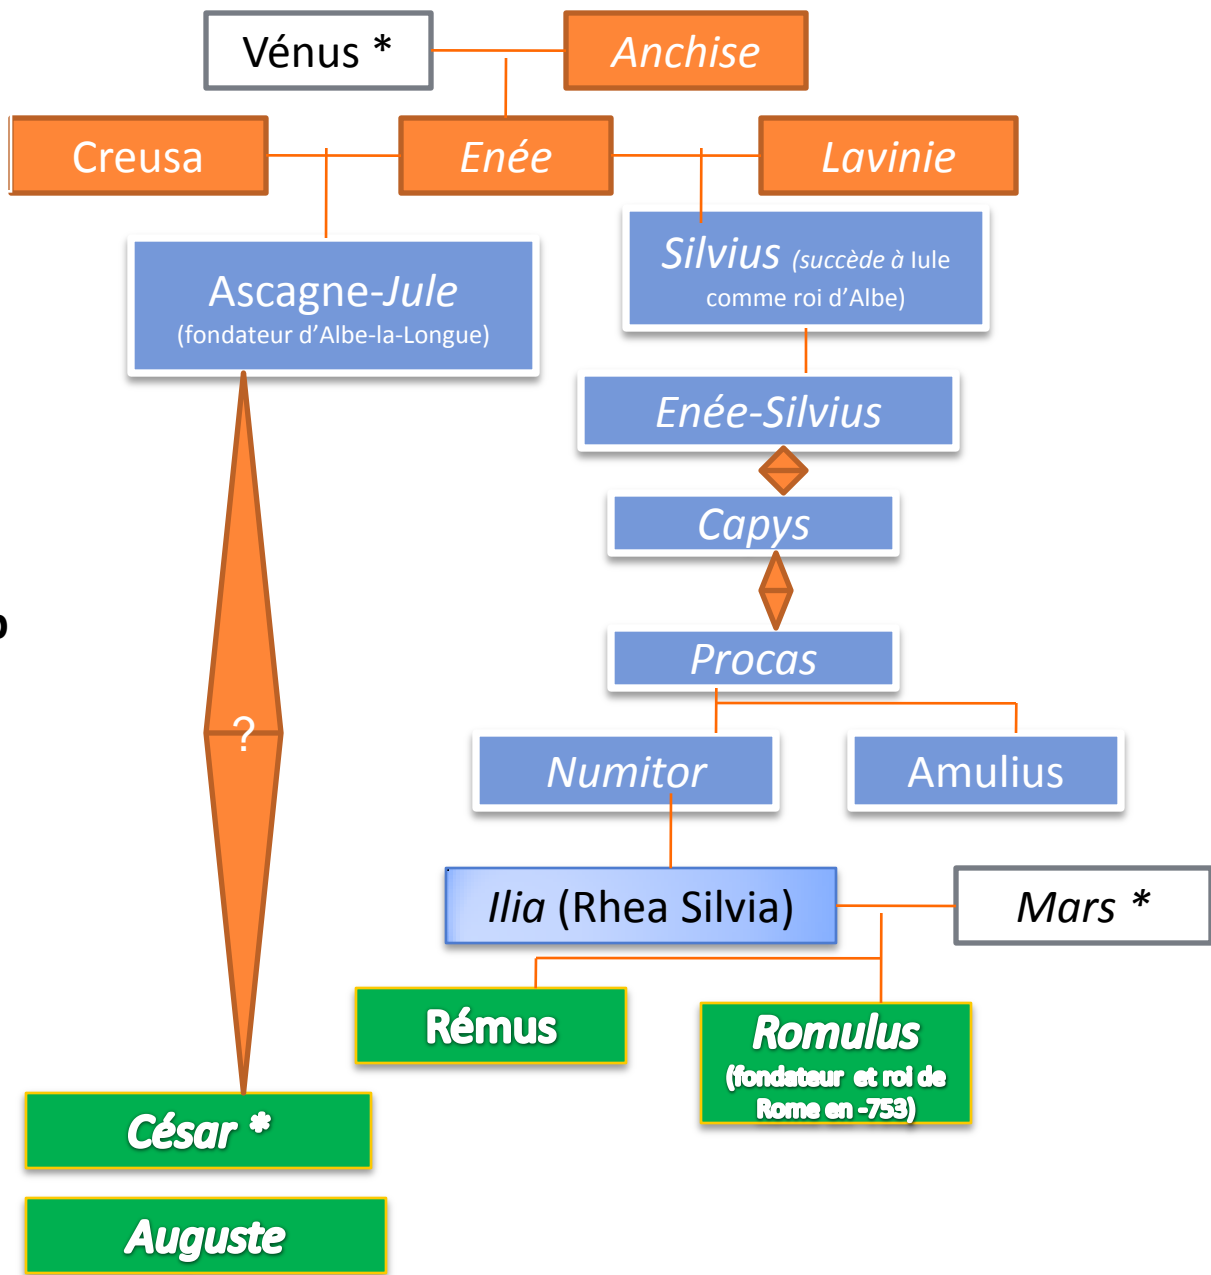 Vénus *
Anchise
Creusa
Enée
Lavinie
Ascagne-Jule
(fondateur d'Albe-la-Longue)
Silvius (succède à Iule
comme roi d'Albe)
Enée-Silvius
Capys
Procas
?
Numitor
Amulius
Ilia (Rhea Silvia)
Mars *
Rémus
Romulus
(fondateur et roi de
Rome en -753)
César *
Auguste